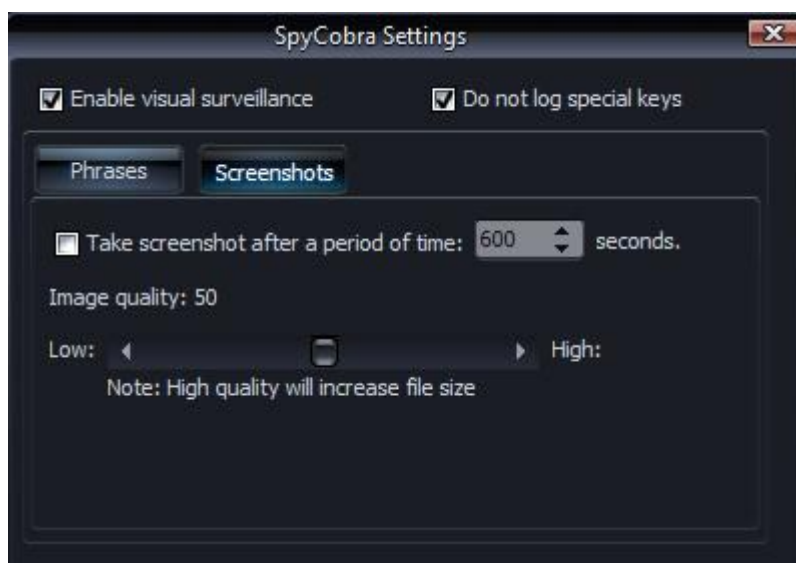 SpyCobra Settings
Enable visual surveillance Do not log special keys
Phrases Screenshots
Take screenshot after a period of time: 600 seconds.
Image quality: 50
Low: High:
Note: High quality will increase file size